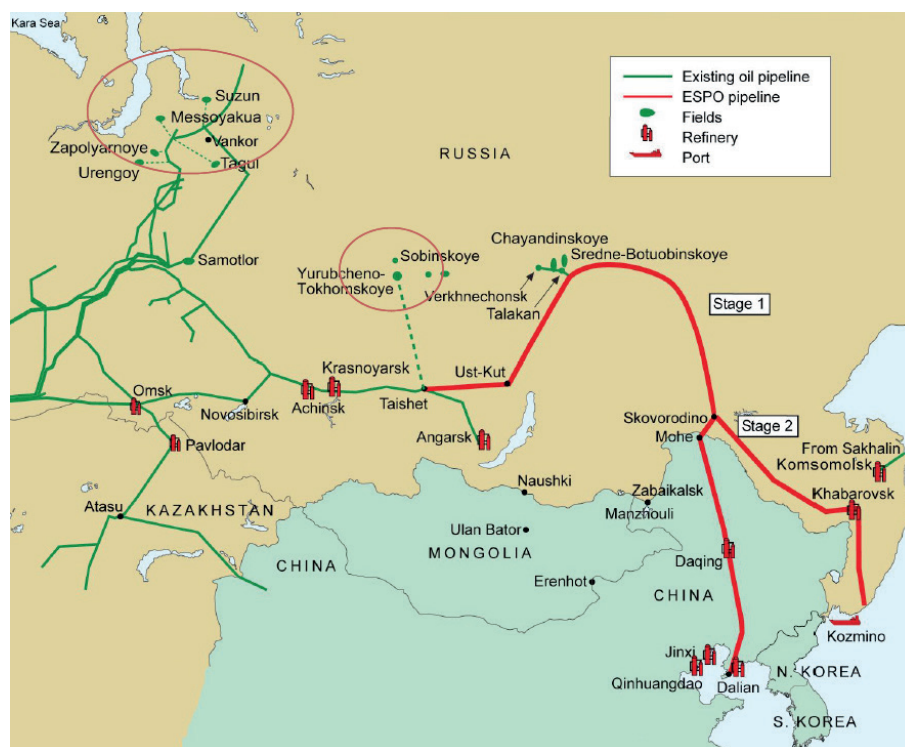 Kara Sea
Existing oil pipeline
ESPO pipeline
Fields
Refinery
Port
Suzun
Messoyakua
Vankor
Zapolyarnoye
Tagul
Urengoy
RUSSIA
Samotlor
Chayandinskoye
Sobinskoye
Sredne-Botuobinskoye
Yurubcheno-
Tokhomskoye
Verkhnechonsk
Talakan
Stage 1
Krasnoyarsk
Ust-Kut
Omsk
Achinsk
Taishet
Novosibirsk
Skovorodino
Stage 2
Mohe
Angarsk
Pavlodar
From Sakhalin
Komsomolsk
Naushki
Zabaikalsk
Khabarovsk
Atasu
KAZAKHSTAN
Manzhouli
Ulan Bator
MONGOLIA
CHINA
Daqing
Erenhot
CHINA
Kozmino
Jinxi
N. KOREA
Qinhuangdao
Dalian
S. KOREA